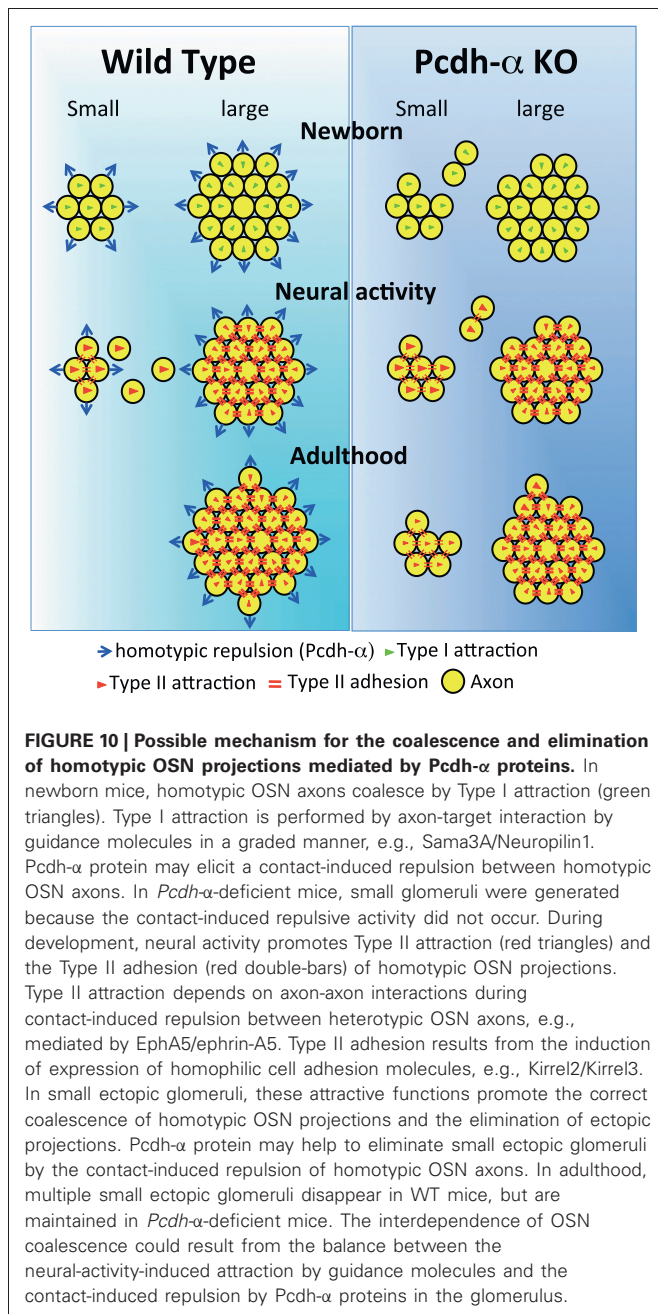 Wild Type
Pcdh-α KO
Small
large
Small
large
Newborn
Neural activity
Adulthood
homotypic repulsion (Pcdh-α)
Type I attraction
Type II attraction
Type II adhesion
Axon
FIGURE 10 | Possible mechanism for the coalescence and elimination
of homotypic OSN projections mediated by Pcdh-α proteins. In
newborn mice, homotypic OSN axons coalesce by Type I attraction (green
triangles). Type I attraction is performed by axon-target interaction by
guidance molecules in a graded manner, e.g., Sama3A/Neuropilin1.
Pcdh-α protein may elicit a contact-induced repulsion between homotypic
OSN axons. In Pcdh-α-deficient mice, small glomeruli were generated
because the contact-induced repulsive activity did not occur. During
development, neural activity promotes Type II attraction (red triangles) and
the Type II adhesion (red double-bars) of homotypic OSN projections.
Type II attraction depends on axon-axon interactions during
contact-induced repulsion between heterotypic OSN axons, e.g.,
mediated by EphA5/ephrin-A5. Type II adhesion results from the induction
of expression of homophilic cell adhesion molecules, e.g., Kirrel2/Kirrel3.
In small ectopic glomeruli, these attractive functions promote the correct
coalescence of homotypic OSN projections and the elimination of ectopic
projections. Pcdh-α protein may help to eliminate small ectopic glomeruli
by the contact-induced repulsion of homotypic OSN axons. In adulthood,
multiple small ectopic glomeruli disappear in WT mice, but are
maintained in Pcdh-α-deficient mice. The interdependence of OSN
coalescence could result from the balance between the
neural-activity-induced attraction by guidance molecules and the
contact-induced repulsion by Pcdh-α proteins in the glomerulus.